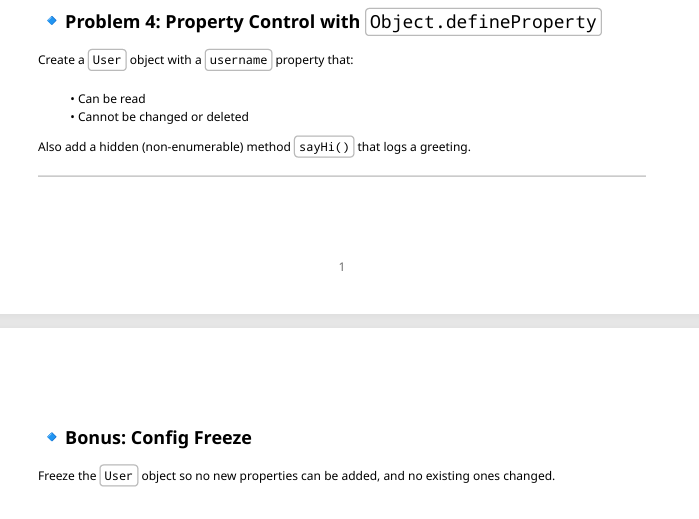 🔹 Problem 4: Property Control with Object.defineProperty
Create a User object with a username property that:
• Can be read
• Cannot be changed or deleted
Also add a hidden (non-enumerable) method sayHi() that logs a greeting.
1
🔹 Bonus: Config Freeze
Freeze the User object so no new properties can be added, and no existing ones changed.